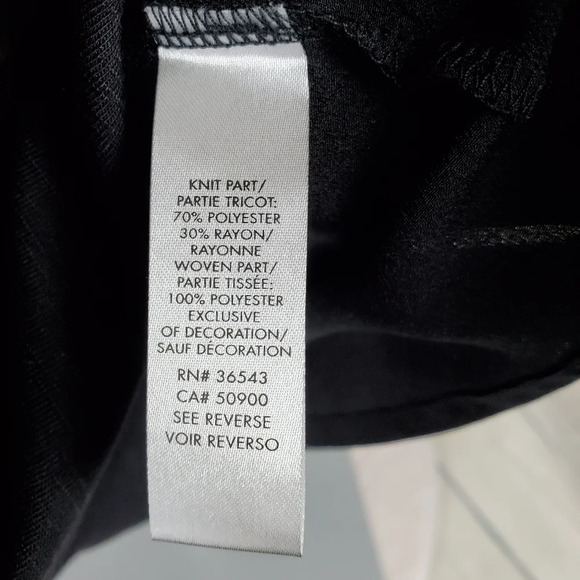 KNIT PART/
PARTIE TRICOT:
70% POLYESTER
30% RAYON/
RAYONNE
WOVEN PART/
PARTIE TISSÉE:
100% POLYESTER
EXCLUSIVE
OF DECORATION/
SAUF DÉCORATION
RN# 36543
CA# 50900
SEE REVERSE
VOIR REVERSO